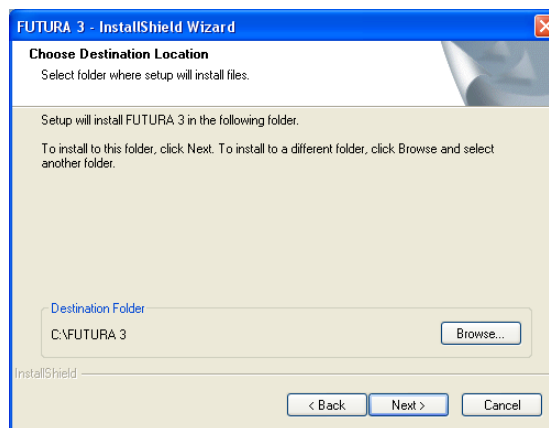 FUTURA 3 - InstallShield Wizard
Choose Destination Location
Select folder where setup will install files.
Setup will install FUTURA 3 in the following folder.
To install to this folder, click Next. To install to a different folder, click Browse and select
another folder.
Destination Folder
C:\FUTURA 3
Browse...
InstallShield
< Back
Next >
Cancel